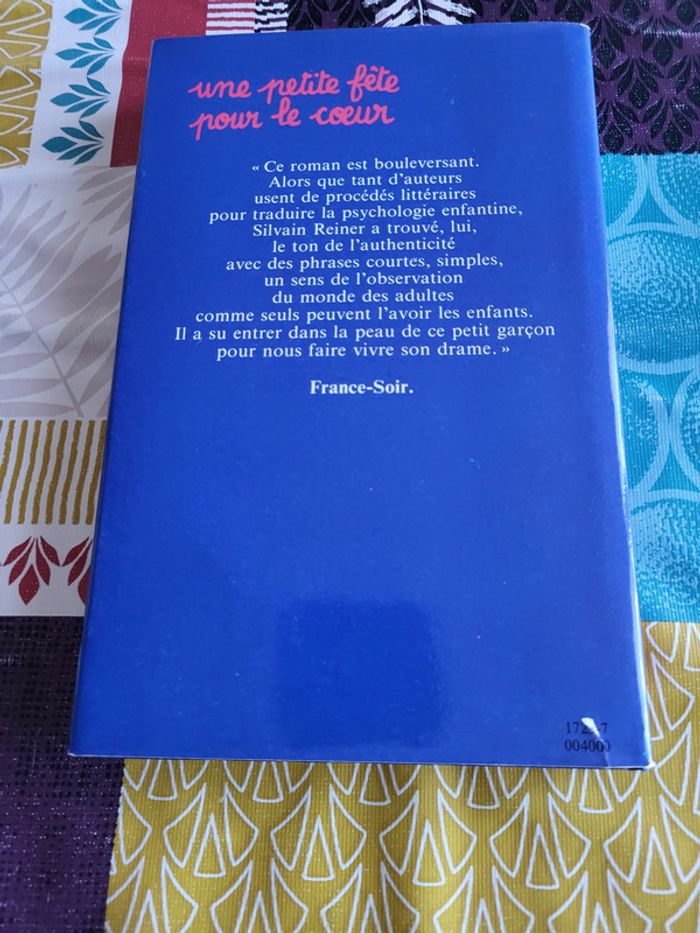 une petite fête
pour le cœur
« Ce roman est bouleversant.
Alors que tant d'auteurs
usent de procédés littéraires
pour traduire la psychologie enfantine,
Silvain Reiner a trouvé, lui,
le ton de l'authenticité
avec des phrases courtes, simples,
un sens de l'observation
du monde des adultes
comme seuls peuvent l'avoir les enfants.
Il a su entrer dans la peau de ce petit garçon
pour nous faire vivre son drame. »
France-Soir.
004000